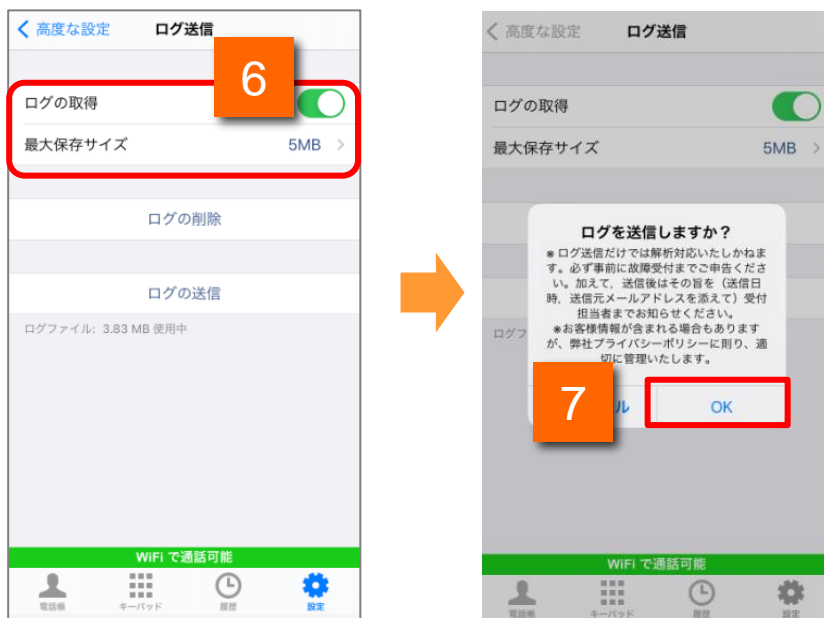 高度な設定 ログ送信
6
ログの取得
最大保存サイズ 5MB
ログの削除
ログの送信
ログファイル: 3.83 MB 使用中
WiFi で通話可能
電話帳 キーパッド 履歴 設定
高度な設定 ログ送信
ログの取得
最大保存サイズ 5MB
ログを送信しますか？
※ログ送信だけでは解析対応いたしかねま
す。必ず事前に故障受付までご申告くださ
い。加えて，送信後はその旨を（送信日
時，送信元メールアドレスを添えて）受付
担当者までお知らせください。
※お客様情報が含まれる場合もあります
が、弊社プライバシーポリシーに則り、適
切に管理いたします。
ログフ
7
ル OK
WiFi で通話可能
電話帳 キーパッド 履歴 設定